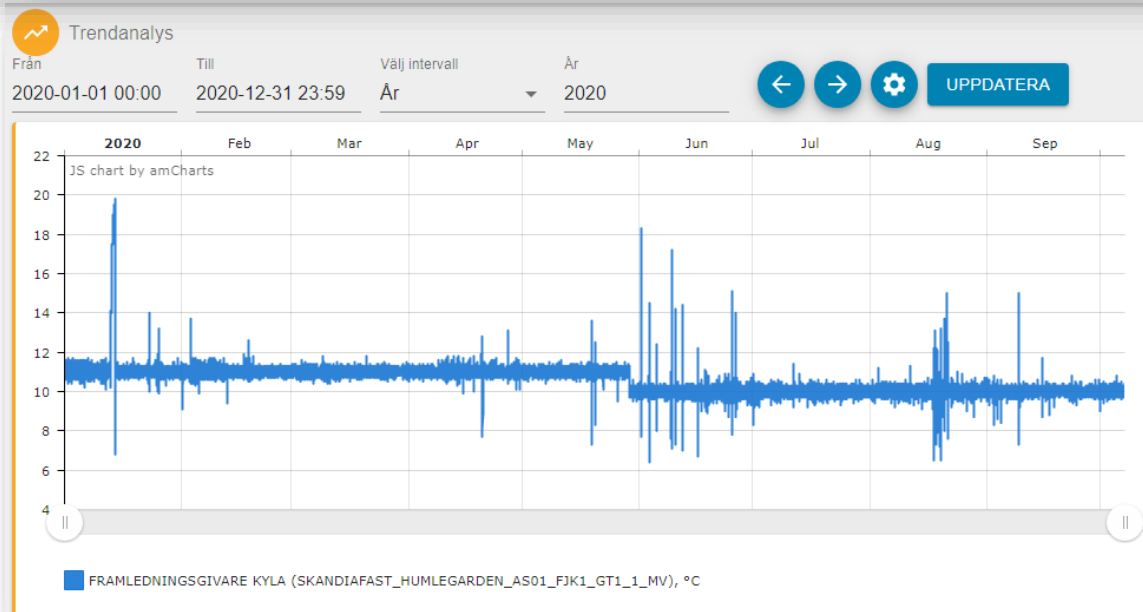 Trendanalys
Från Till Välj intervall År
2020-01-01 00:00 2020-12-31 23:59 År 2020 UPPDATERA
2020 Feb Mar Apr May Jun Jul Aug Sep
JS chart by amCharts
22
20
18
16
14
12
10
8
6
4
FRAMLEDNINGSGIVARE KYLA (SKANDIAFAST_HUMLEGARDEN_AS01_FJK1_GT1_1_MV), °C